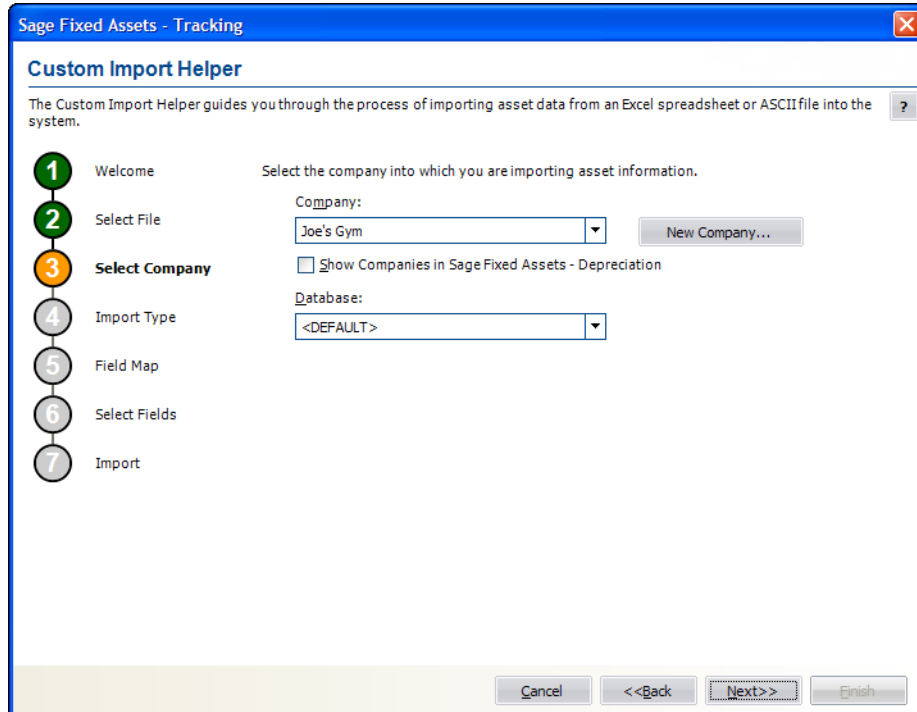 Sage Fixed Assets - Tracking
Custom Import Helper
The Custom Import Helper guides you through the process of importing asset data from an Excel spreadsheet or ASCII file into the
system.
?
1 Welcome
2 Select File
3 Select Company
4 Import Type
5 Field Map
6 Select Fields
7 Import
Select the company into which you are importing asset information.
Company:
Joe's Gym
New Company...
Show Companies in Sage Fixed Assets - Depreciation
Database:
<DEFAULT>
Cancel
<<Back
Next>>
Finish